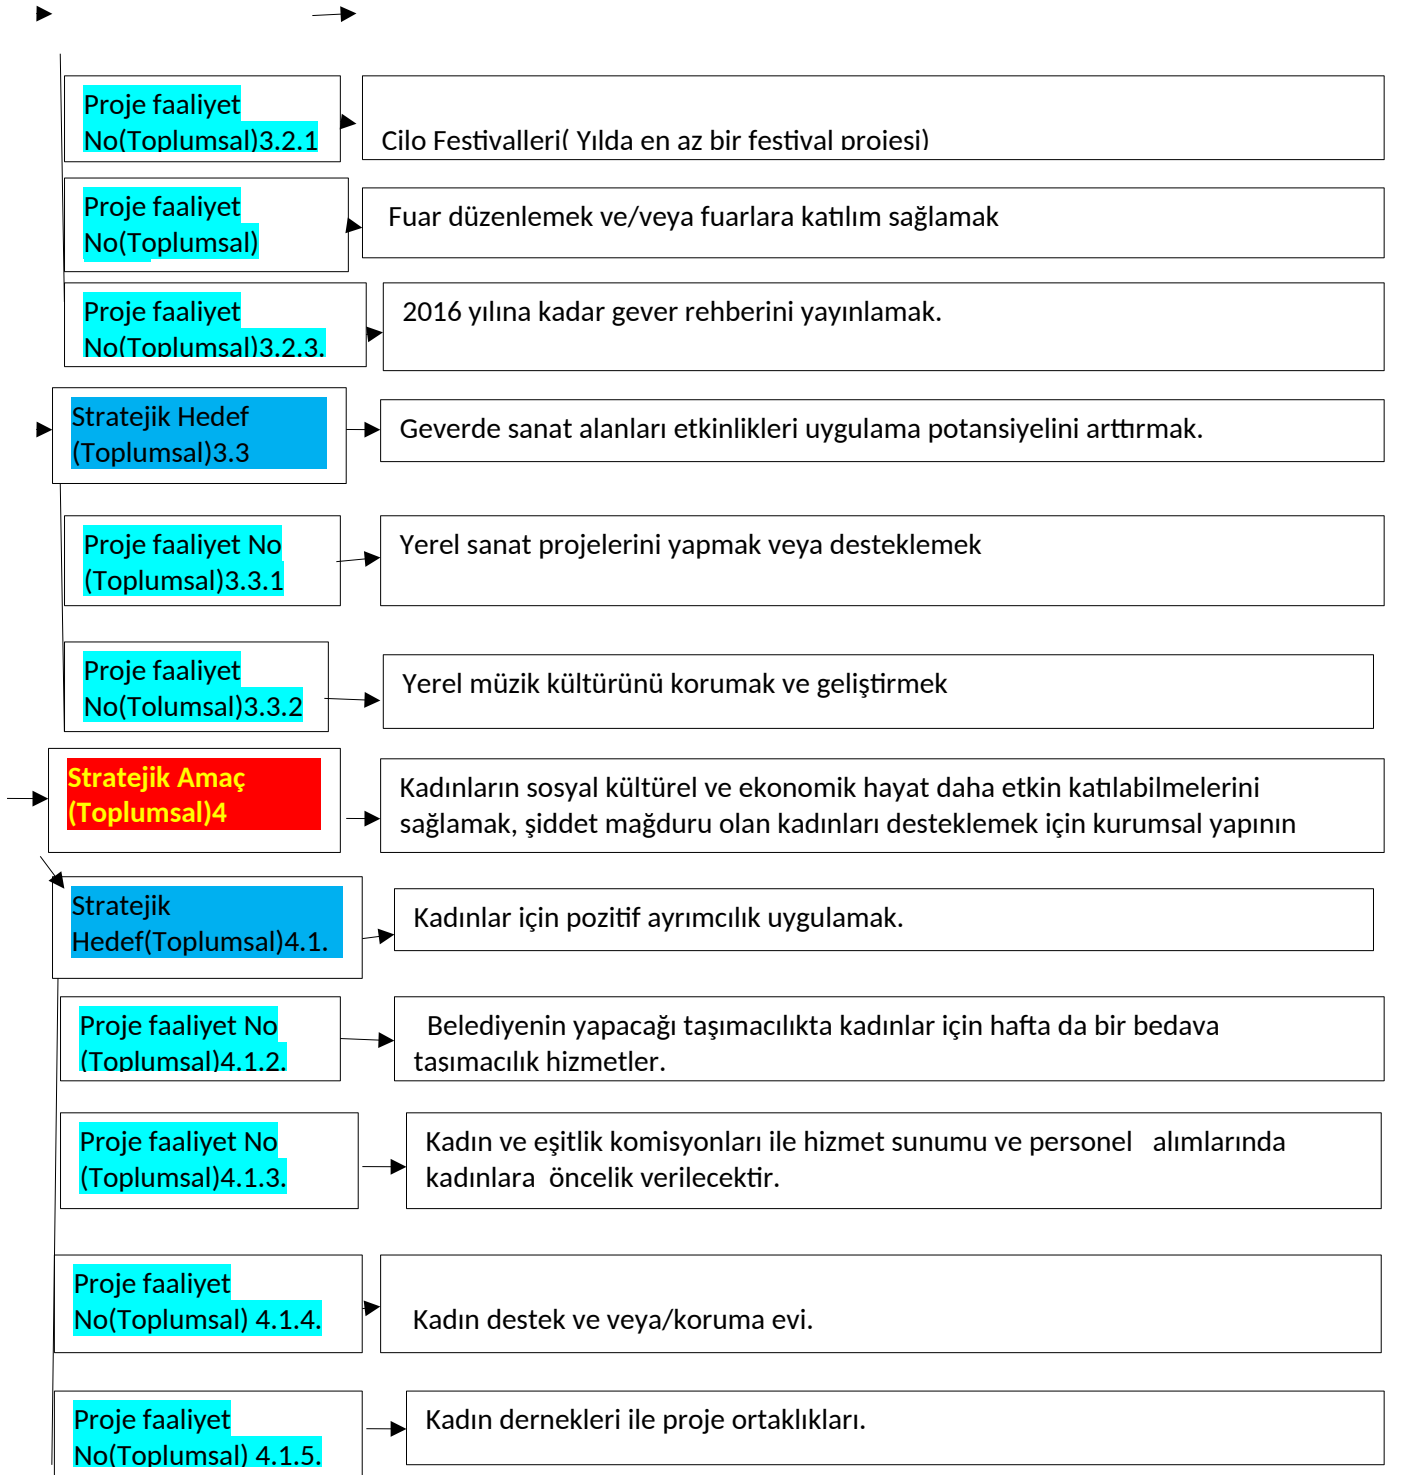 Proje faaliyet
No(Toplumsal)3.2.1
Cilo Festivalleri( Yılda en az bir festival projesi)
Proje faaliyet
No(Toplumsal)
Fuar düzenlemek ve/veya fuarlara katılım sağlamak
Proje faaliyet
No(Toplumsal)3.2.3.
2016 yılına kadar gever rehberini yayınlamak.
Stratejik Hedef
(Toplumsal)3.3
Geverde sanat alanları etkinlikleri uygulama potansiyelini arttırmak.
Proje faaliyet No
(Toplumsal)3.3.1
Yerel sanat projelerini yapmak veya desteklemek
Proje faaliyet
No(Tolumsal)3.3.2
Yerel müzik kültürünü korumak ve geliştirmek
Stratejik Amaç
(Toplumsal)4
Kadınların sosyal kültürel ve ekonomik hayat daha etkin katılabilmelerini
sağlamak, şiddet mağduru olan kadınları desteklemek için kurumsal yapının
Stratejik
Hedef(Toplumsal)4.1.
Kadınlar için pozitif ayrımcılık uygulamak.
Proje faaliyet No
(Toplumsal)4.1.2.
Belediyenin yapacağı taşımacılıkta kadınlar için hafta da bir bedava
taşımacılık hizmetler.
Proje faaliyet No
(Toplumsal)4.1.3.
Kadın ve eşitlik komisyonları ile hizmet sunumu ve personel   alımlarında
kadınlara  öncelik verilecektir.
Proje faaliyet
No(Toplumsal) 4.1.4.
Kadın destek ve veya/koruma evi.
Proje faaliyet
No(Toplumsal) 4.1.5.
Kadın dernekleri ile proje ortaklıkları.